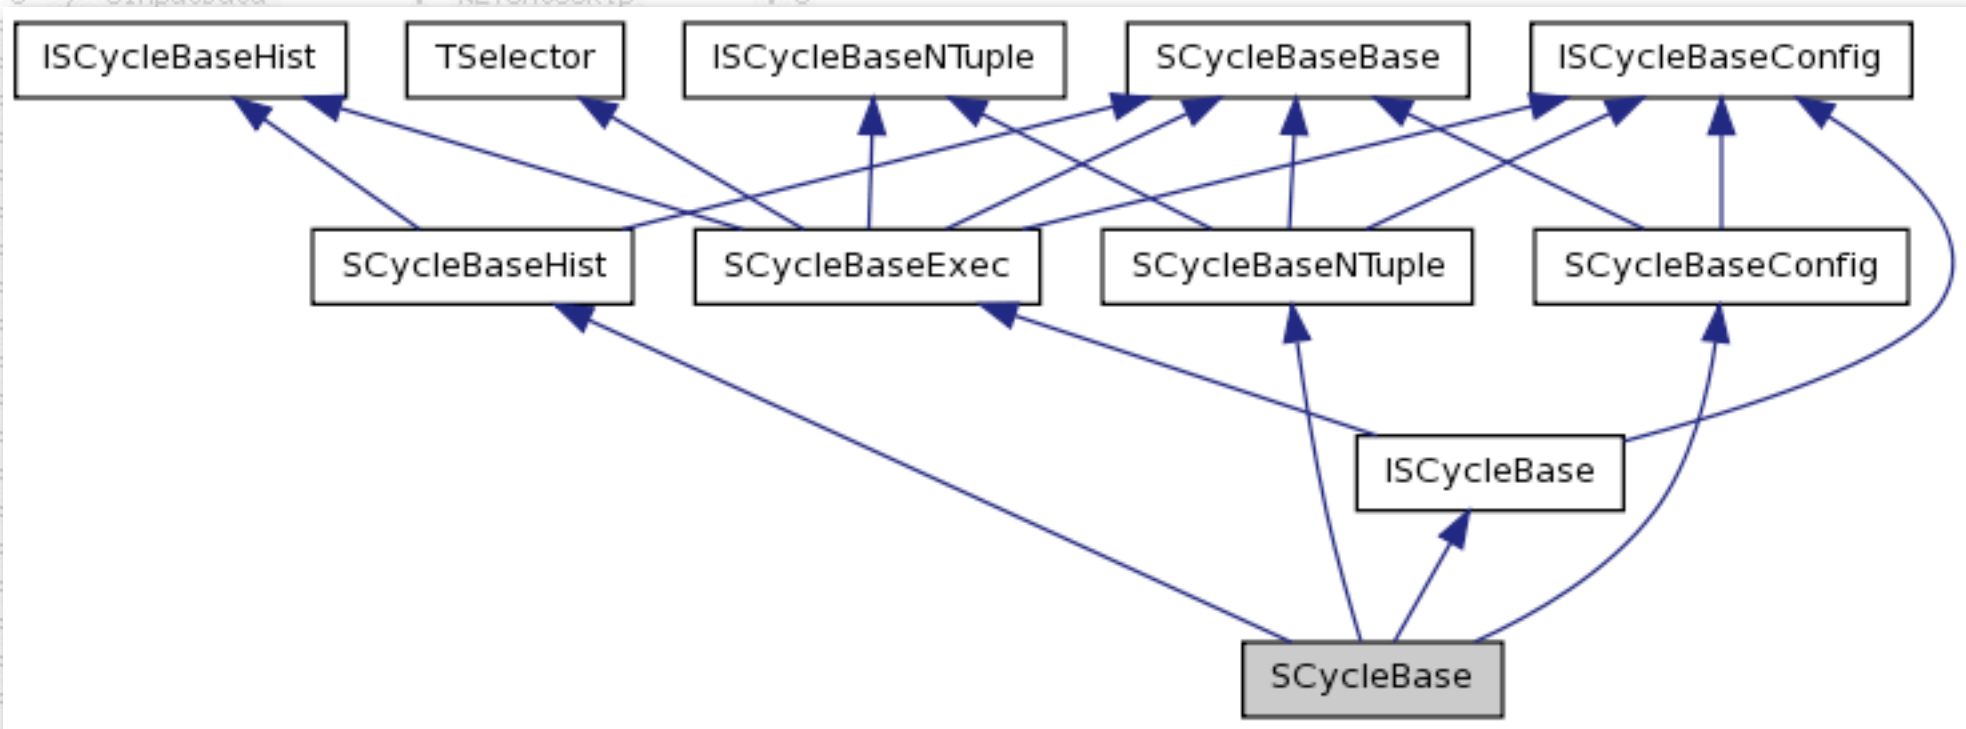 ISCycleBaseHist
TSelector
ISCycleBaseNTuple
SCycleBaseBase
ISCycleBaseConfig
SCycleBaseHist
SCycleBaseExec
SCycleBaseNTuple
SCycleBaseConfig
ISCycleBase
SCycleBase